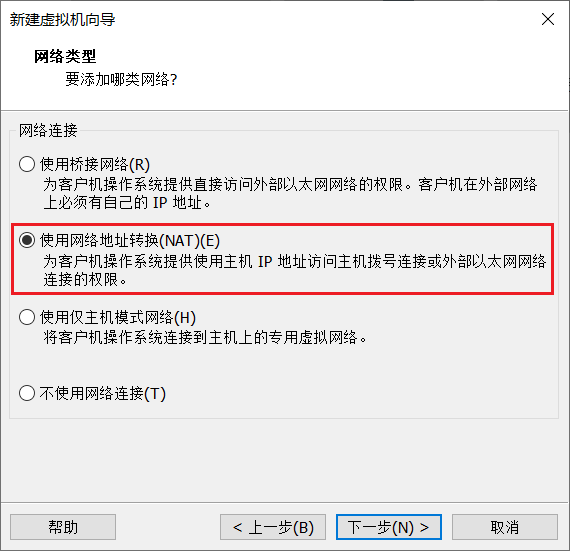 新建虚拟机向导
网络类型
要添加哪类网络?
网络连接
使用桥接网络(R)
为客户机操作系统提供直接访问外部以太网网络的权限。客户机在外部网络
上必须有自己的 IP 地址。
使用网络地址转换(NAT)(E)
为客户机操作系统提供使用主机 IP 地址访问主机拨号连接或外部以太网网络
连接的权限。
使用仅主机模式网络(H)
将客户机操作系统连接到主机上的专用虚拟网络。
不使用网络连接(T)
帮助
< 上一步(B)
下一步(N) >
取消